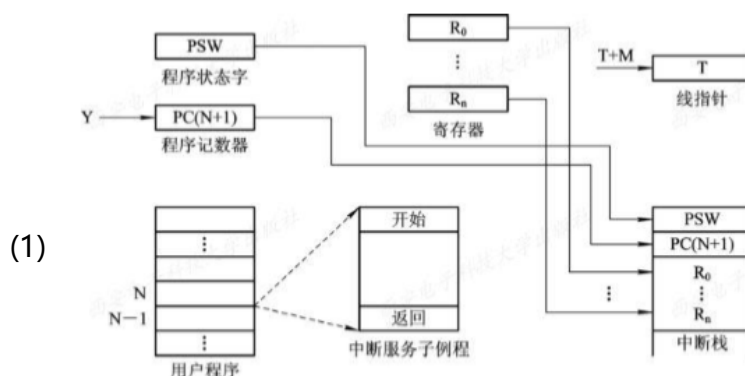 PSW
程序状态字
Y
PC(N+1)
程序记数器
R0
⋮
Rn
寄存器
T+M
T
线指针
(1)
⋮
N
N-1
⋮
用户程序
开始
返回
中断服务子例程
⋮
PSW
PC(N+1)
R0
⋮
Rn
中断栈